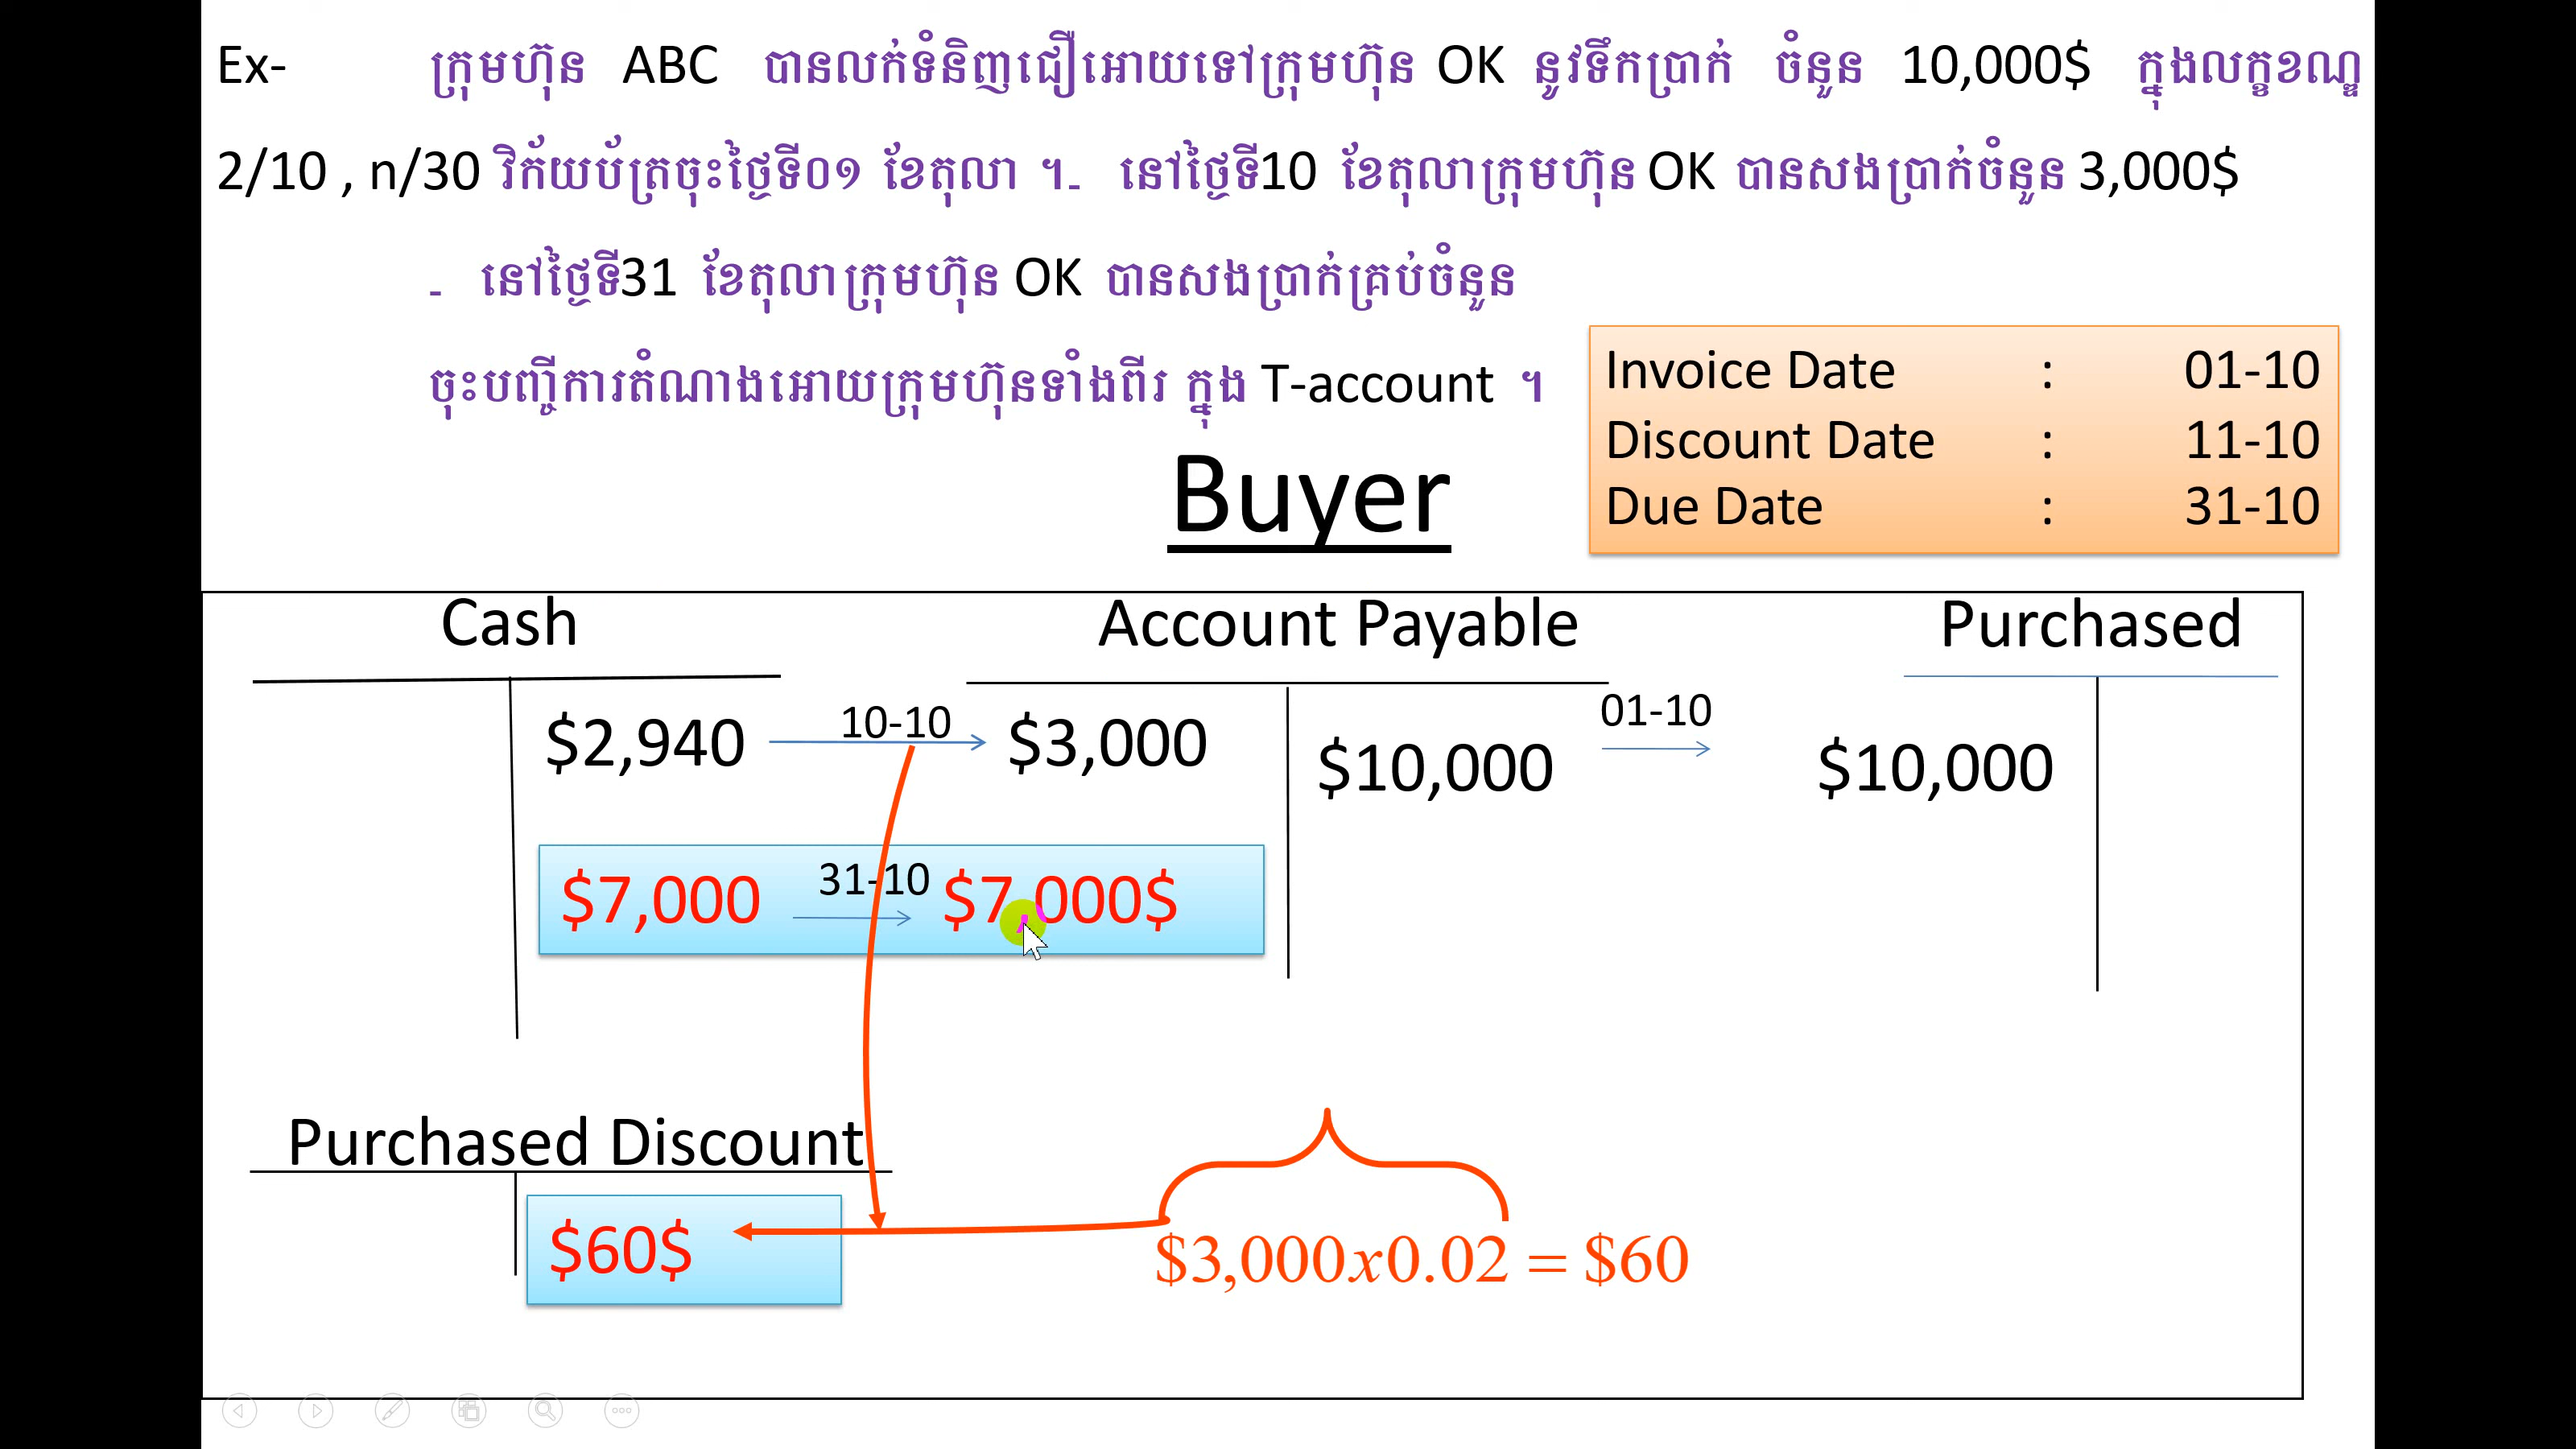 Ex- ក្រុមហ៊ុន ABC បានលក់ទំនិញជឿអោយទៅក្រុមហ៊ុន OK នូវទឹកប្រាក់ ចំនួន 10,000$ ក្នុងលក្ខខណ្ឌ
2/10 , n/30 វិក័យប័ត្រចុះថ្ងៃទី០១ ខែតុលា ។- នៅថ្ងៃទី10 ខែតុលាក្រុមហ៊ុន OK បានសងប្រាក់ចំនួន 3,000$
- នៅថ្ងៃទី31 ខែតុលាក្រុមហ៊ុន OK បានសងប្រាក់គ្រប់ចំនួន
ចុះបញ្ជីការតំណាងអោយក្រុមហ៊ុនទាំងពីរ ក្នុង T-account ។
Invoice Date : 01-10
Discount Date : 11-10
Due Date : 31-10
Buyer
Cash Account Payable Purchased
$2,940 10-10 $3,000 $10,000 01-10 $10,000
$7,000 31-10 $7,000$
Purchased Discount
$60$ $3,000x0.02 = $60